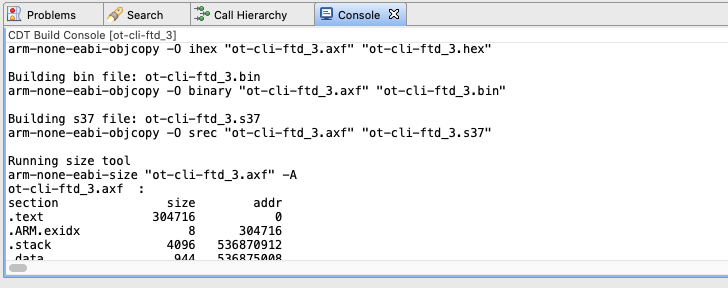 Problems Search Call Hierarchy Console
CDT Build Console [ot-cli-ftd_3]
arm-none-eabi-objcopy -O ihex "ot-cli-ftd_3.axf" "ot-cli-ftd_3.hex"
Building bin file: ot-cli-ftd_3.bin
arm-none-eabi-objcopy -O binary "ot-cli-ftd_3.axf" "ot-cli-ftd_3.bin"
Building s37 file: ot-cli-ftd_3.s37
arm-none-eabi-objcopy -O srec "ot-cli-ftd_3.axf" "ot-cli-ftd_3.s37"
Running size tool
arm-none-eabi-size "ot-cli-ftd_3.axf" -A
ot-cli-ftd_3.axf  :
section size addr
.text 304716 0
.ARM.exidx 8 304716
.stack 4096 536870912
.data 944 536875008